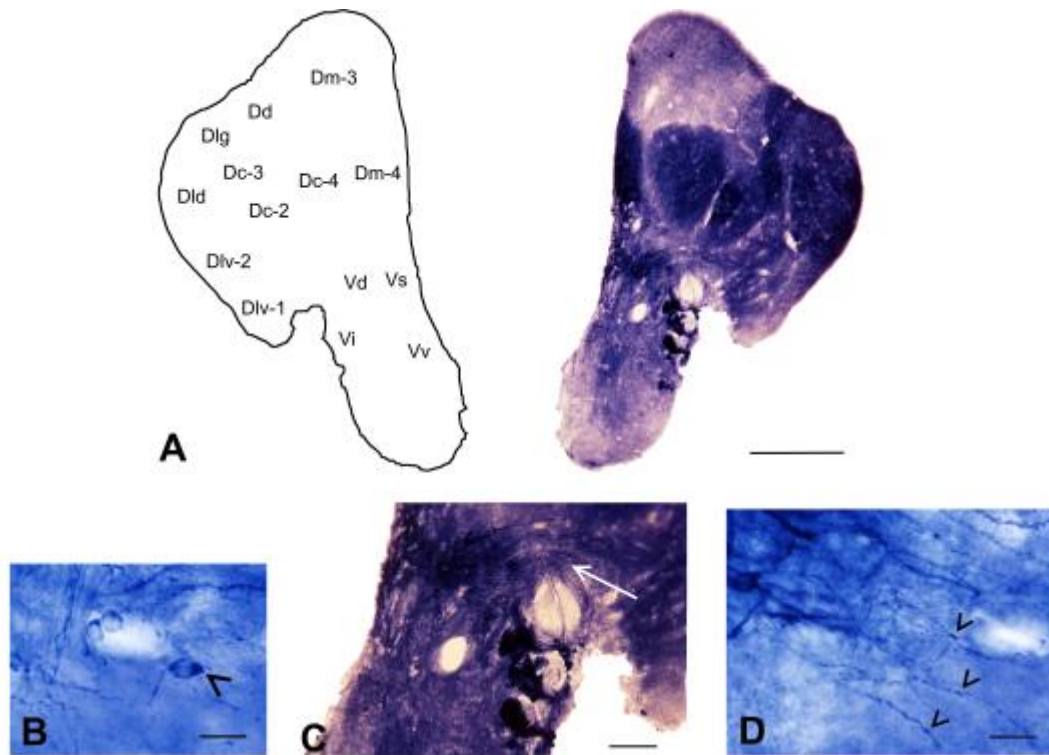 Dm-3
Dd
Dlg
Dc-3 Dc-4 Dm-4
Dld
Dc-2
Dlv-2
Vd Vs
Dlv-1
Vi Vv
A
B
C
D